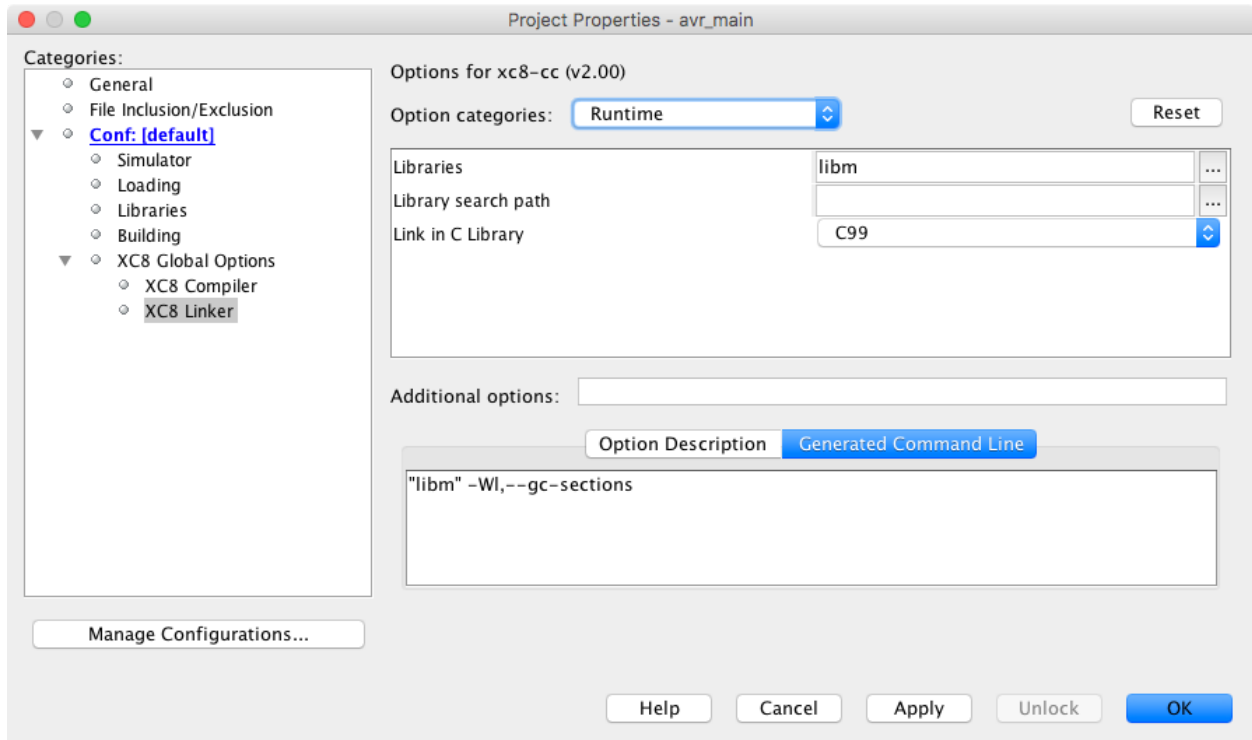 Project Properties - avr_main
Categories:
General
File Inclusion/Exclusion
Conf: [default]
Simulator
Loading
Libraries
Building
XC8 Global Options
XC8 Compiler
XC8 Linker
Manage Configurations...
Options for xc8-cc (v2.00)
Option categories: Runtime Reset
Libraries libm ...
Library search path ...
Link in C Library C99
Additional options:
Option Description Generated Command Line
"libm" -Wl,--gc-sections
Help Cancel Apply Unlock OK